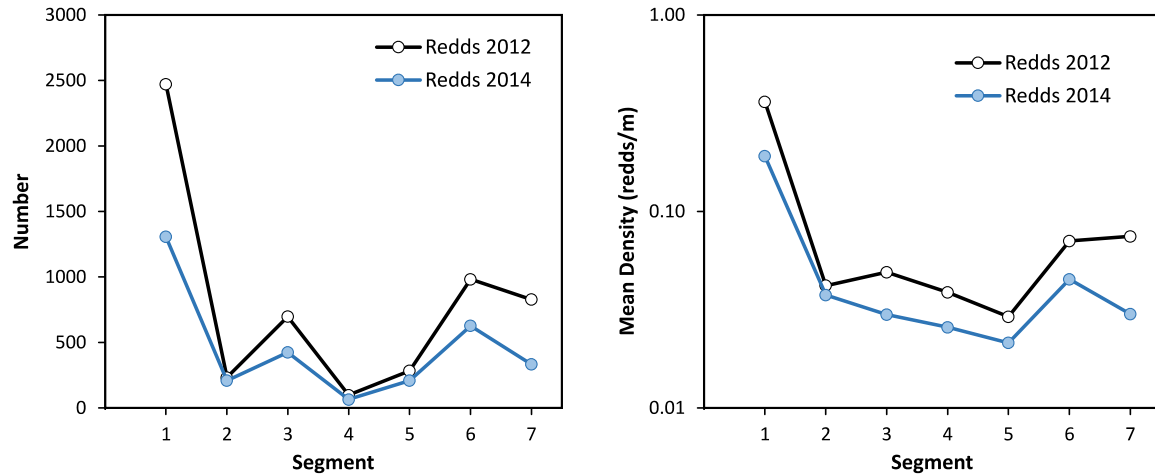 3000
2500
2000
1500
1000
500
0
Number
1 2 3 4 5 6 7
Segment
Redds 2012
Redds 2014
1.00
0.10
0.01
Mean Density (redds/m)
1 2 3 4 5 6 7
Segment
Redds 2012
Redds 2014